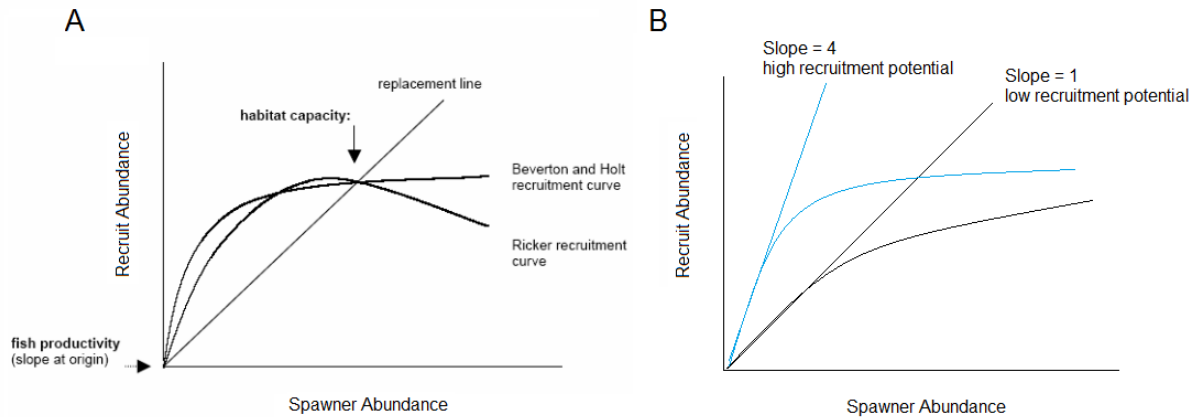 A
replacement line
habitat capacity:
Beverton and Holt
recruitment curve
Ricker recruitment
curve
Recruit Abundance
fish productivity
(slope at origin)
Spawner Abundance
B
Slope = 4
high recruitment potential
Slope = 1
low recruitment potential
Recruit Abundance
Spawner Abundance